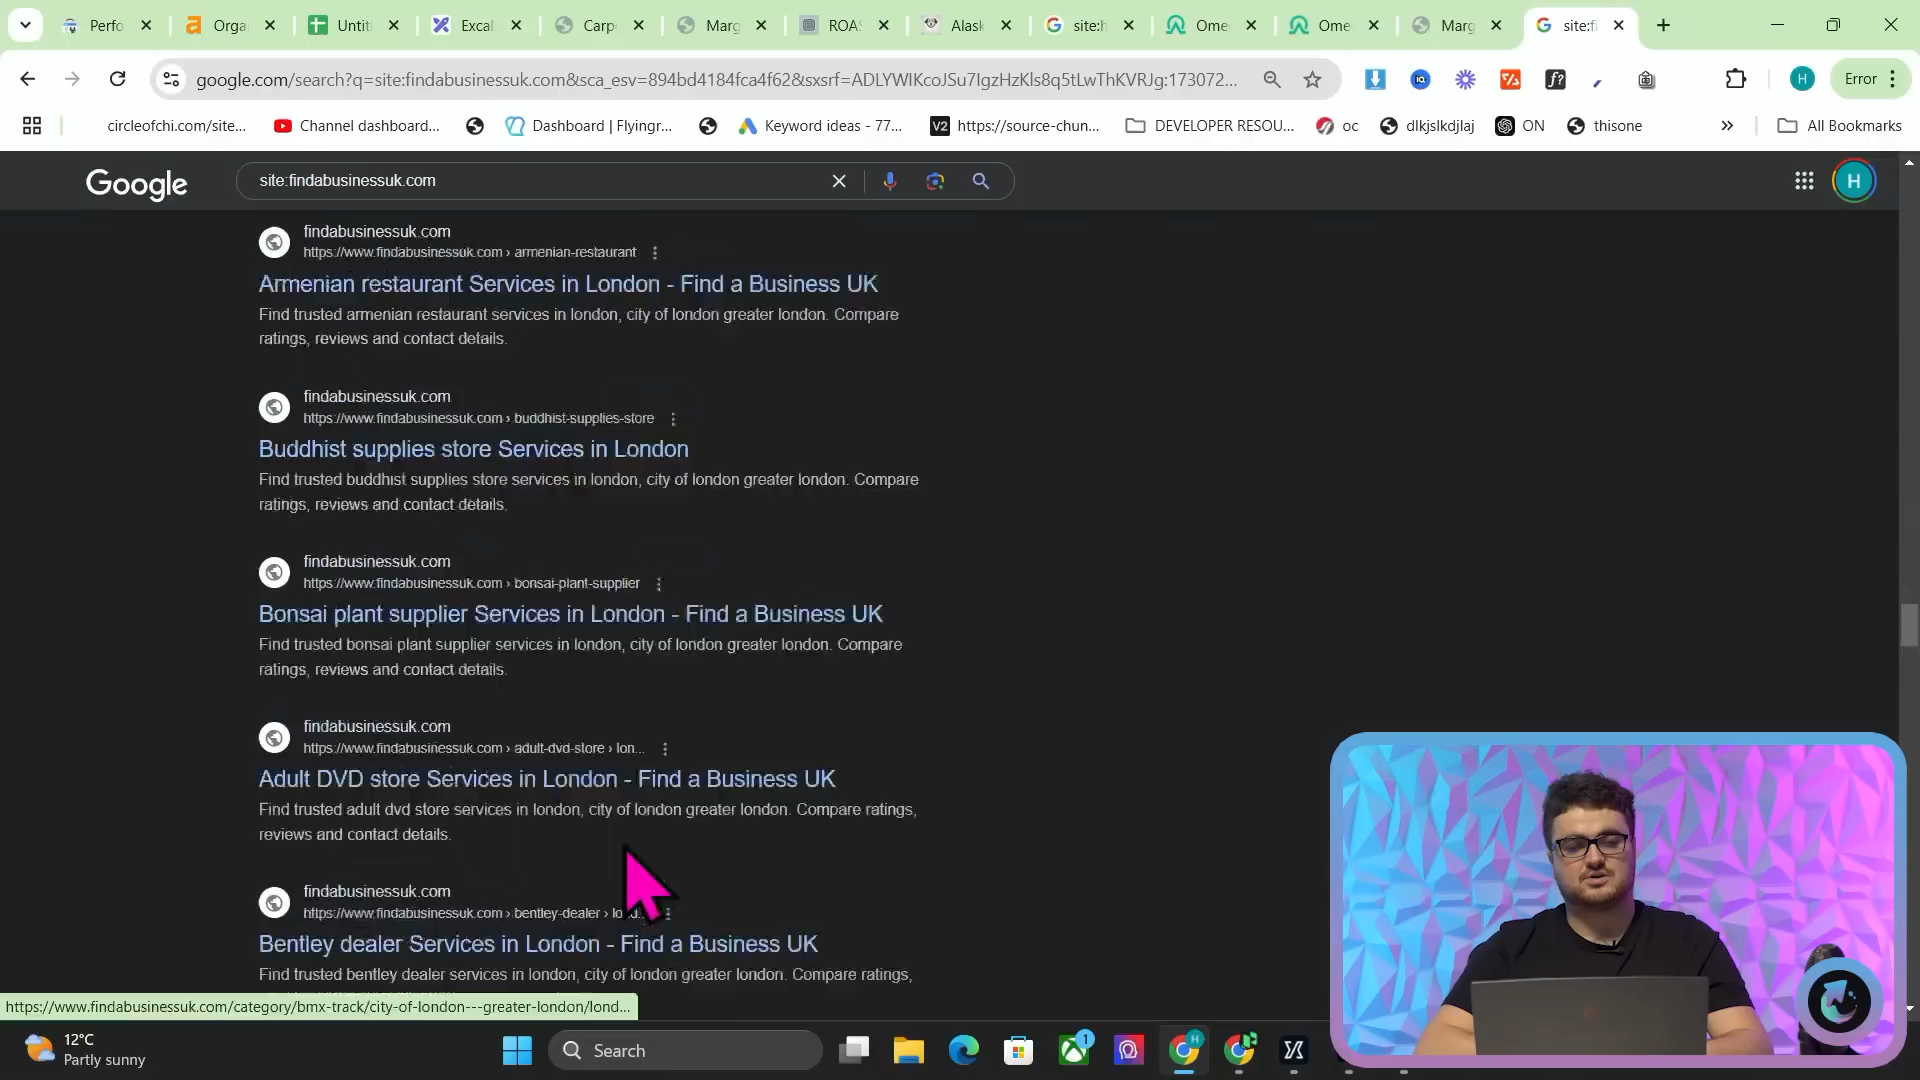 Perfo
Orga
Untit
Excal
Carp
Marg
ROAS
Alask
site:h
Ome
Ome
Marg
site:fi
google.com/search?q=site:findabusinessuk.com&sca_esv=894bd4184fca4f62&sxsrf=ADLYWIKcoJSu7IgzHzKls8q5tLwThKVRJg:173072...
H
Error
circleofchi.com/site...
Channel dashboard...
Dashboard | Flyingr...
Keyword ideas - 77...
V2
https://source-chun...
DEVELOPER RESOU...
oc
dlkjslkdjlaj
ON
thisone
All Bookmarks
Google
site:findabusinessuk.com
H
findabusinessuk.com
https://www.findabusinessuk.com › armenian-restaurant
Armenian restaurant Services in London - Find a Business UK
Find trusted armenian restaurant services in london, city of london greater london. Compare
ratings, reviews and contact details.
findabusinessuk.com
https://www.findabusinessuk.com › buddhist-supplies-store
Buddhist supplies store Services in London
Find trusted buddhist supplies store services in london, city of london greater london. Compare
ratings, reviews and contact details.
findabusinessuk.com
https://www.findabusinessuk.com › bonsai-plant-supplier
Bonsai plant supplier Services in London - Find a Business UK
Find trusted bonsai plant supplier services in london, city of london greater london. Compare
ratings, reviews and contact details.
findabusinessuk.com
https://www.findabusinessuk.com › adult-dvd-store › lon...
Adult DVD store Services in London - Find a Business UK
Find trusted adult dvd store services in london, city of london greater london. Compare ratings,
reviews and contact details.
findabusinessuk.com
https://www.findabusinessuk.com › bentley-dealer ›
Bentley dealer Services in London - Find a Business UK
Find trusted bentley dealer services in london, city of london greater london. Compare ratings,
https://www.findabusinessuk.com/category/bmx-track/city-of-london---greater-london/lond...
12°C
Partly sunny
Search
1
H